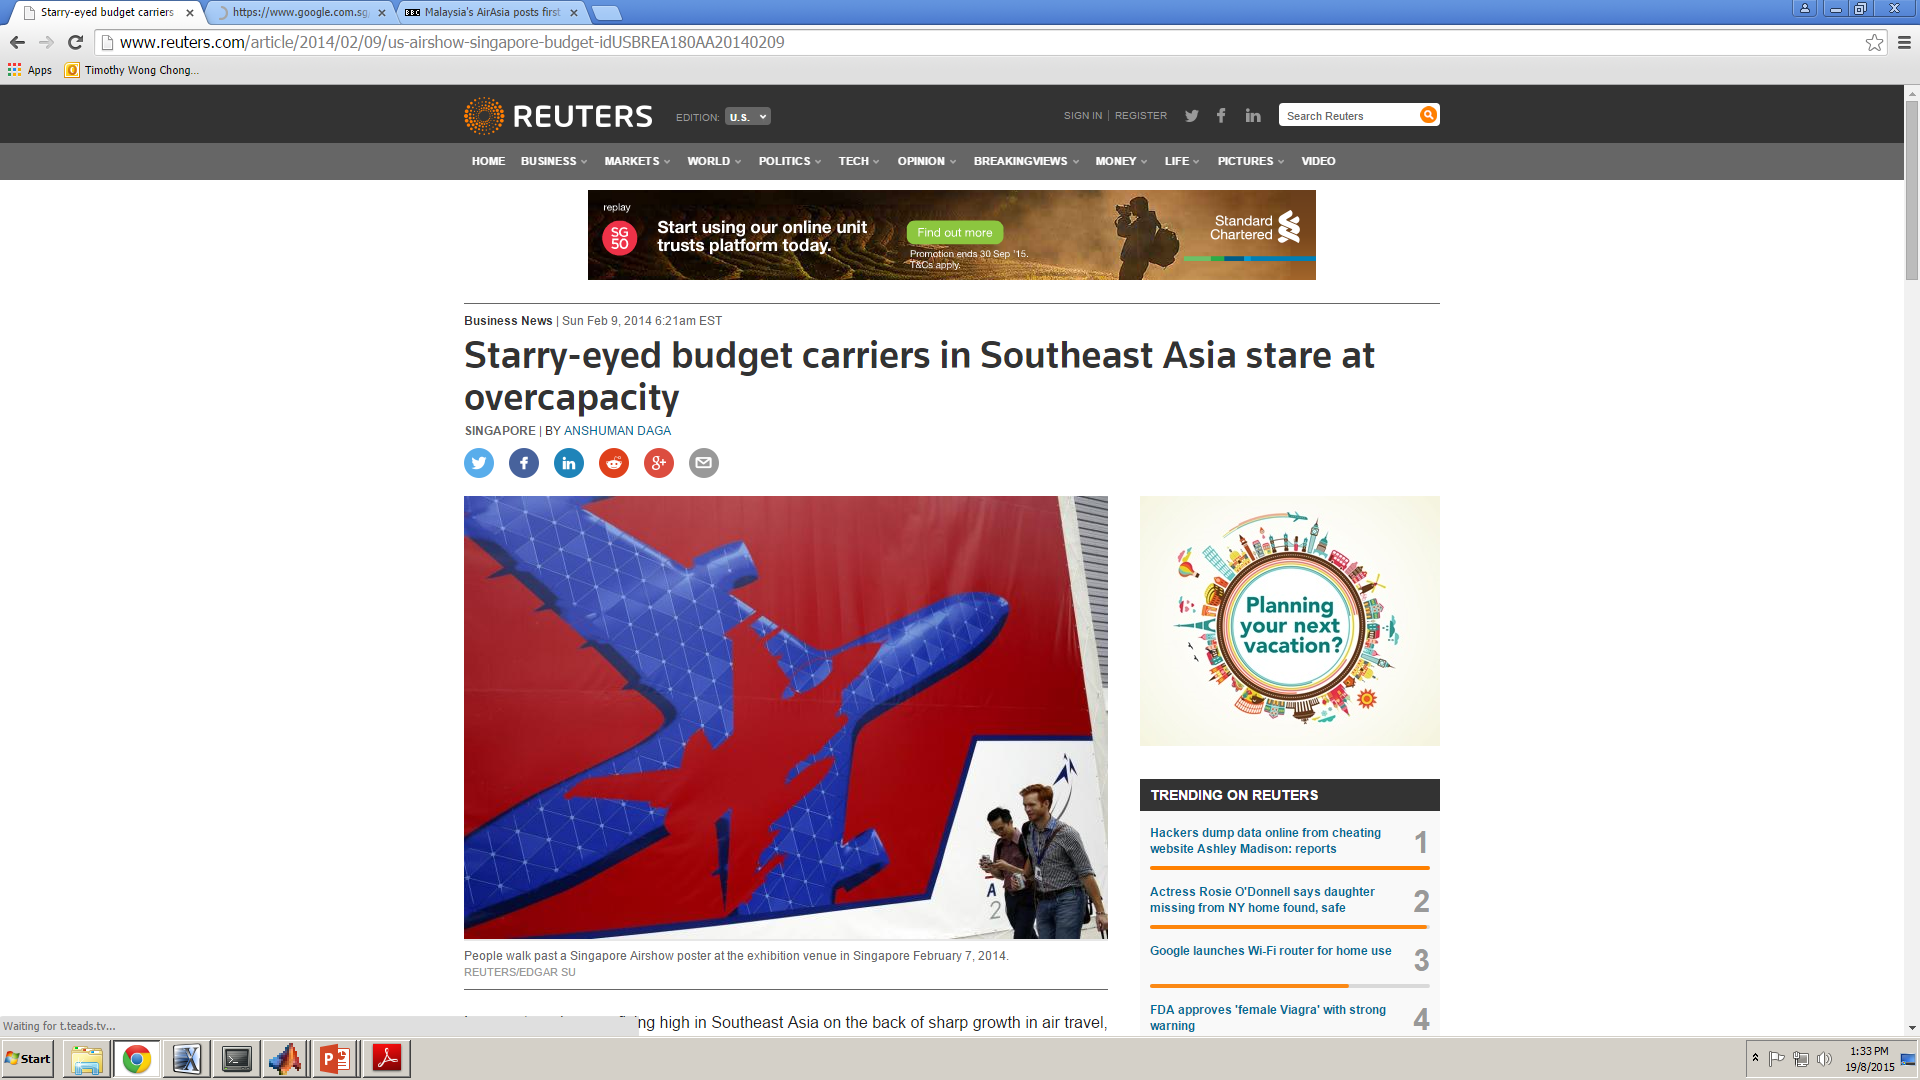 Starry-eyed budget carriers
https://www.google.com.sg
Malaysia's AirAsia posts first
www.reuters.com/article/2014/02/09/us-airshow-singapore-budget-idUSBREA180AA20140209
Apps
Timothy Wong Chong...
REUTERS
EDITION: U.S.
SIGN IN | REGISTER
Search Reuters
HOME BUSINESS MARKETS WORLD POLITICS TECH OPINION BREAKINGVIEWS MONEY LIFE PICTURES VIDEO
replay
SG
50
Start using our online unit
trusts platform today.
Find out more
Promotion ends 30 Sep '15.
T&Cs apply.
Standard
Chartered
Business News | Sun Feb 9, 2014 6:21am EST
Starry-eyed budget carriers in Southeast Asia stare at
overcapacity
SINGAPORE | BY ANSHUMAN DAGA
A
2
People walk past a Singapore Airshow poster at the exhibition venue in Singapore February 7, 2014.
REUTERS/EDGAR SU
ng high in Southeast Asia on the back of sharp growth in air travel,
Planning
your next
vacation?
TRENDING ON REUTERS
Hackers dump data online from cheating
website Ashley Madison: reports
1
Actress Rosie O'Donnell says daughter
missing from NY home found, safe
2
Google launches Wi-Fi router for home use
3
FDA approves 'female Viagra' with strong
warning
4
Waiting for t.teads.tv...
Start
1:33 PM
19/8/2015